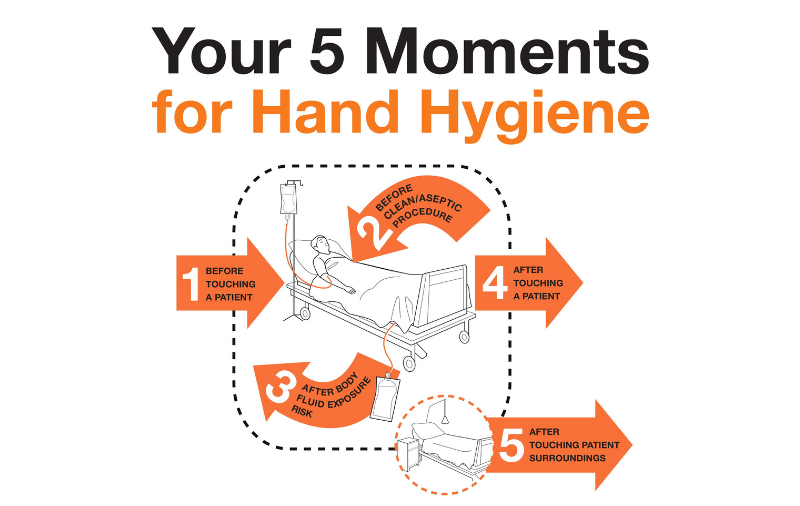 Your 5 Moments
for Hand Hygiene
1
BEFORE
TOUCHING
A PATIENT
2
BEFORE
CLEAN/ASEPTIC
PROCEDURE
3
AFTER BODY
FLUID EXPOSURE
RISK
4
AFTER
TOUCHING
A PATIENT
5
AFTER
TOUCHING PATIENT
SURROUNDINGS